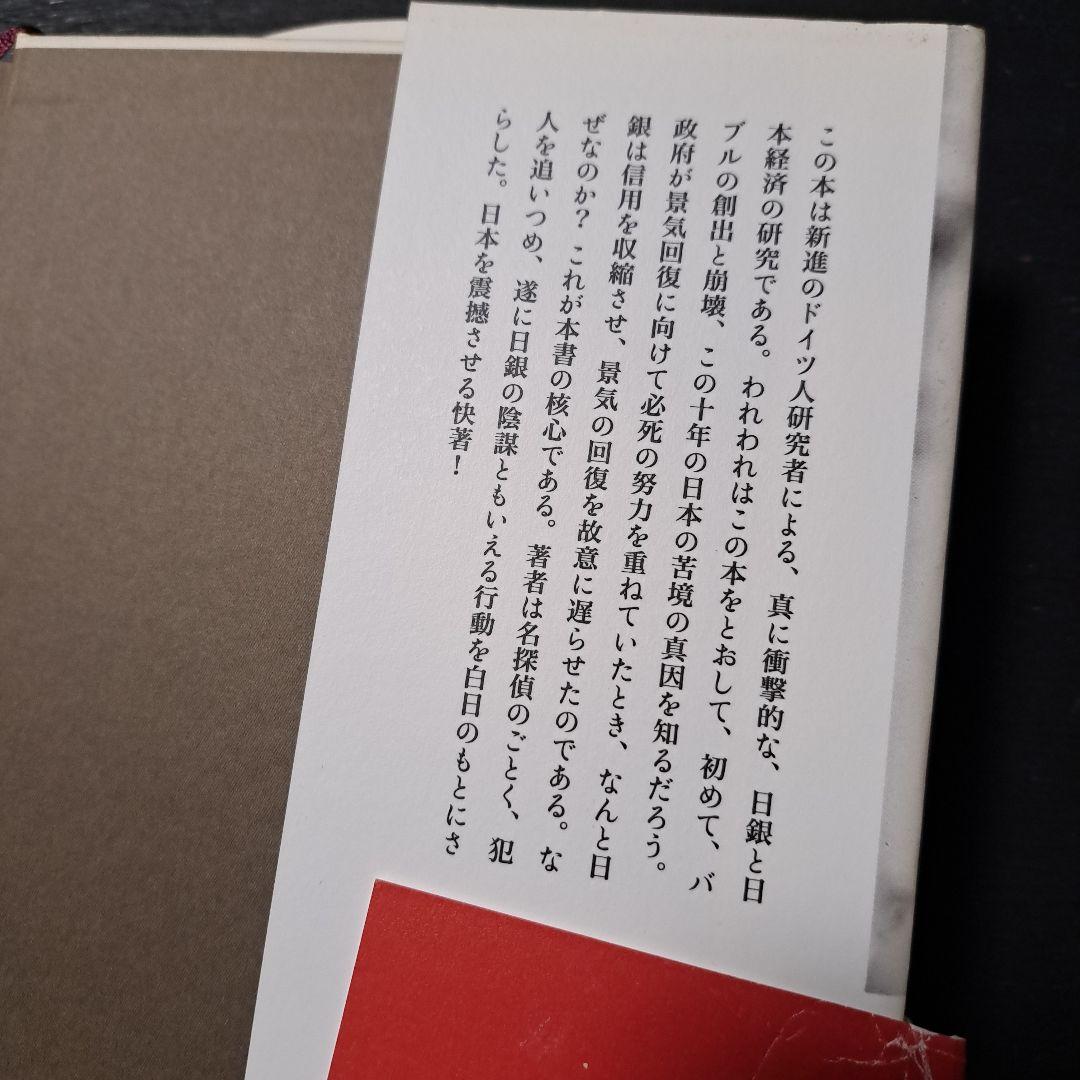 この本は新進のドイツ人研究者による、真に衝撃的な、日銀と日
本経済の研究である。われわれはこの本をとおして、初めて、バ
ブルの創出と崩壊、この十年の日本の苦境の真因を知るだろう。
政府が景気回復に向けて必死の努力を重ねていたとき、なんと日
銀は信用を収縮させ、景気の回復を故意に遅らせたのである。な
ぜなのか？これが本書の核心である。著者は名探偵のごとく、犯
人を追いつめ、遂に日銀の陰謀ともいえる行動を白日のもとにさ
らした。日本を震撼させる快著！